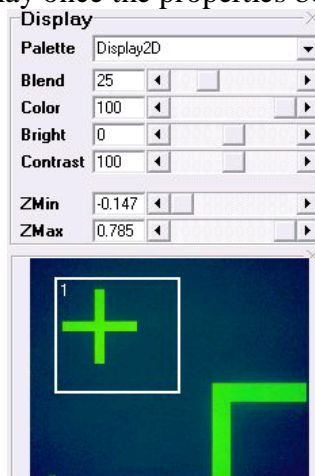 Display
Palette Display2D
Blend 25
Color 100
Bright 0
Contrast 100
ZMin -0.147
ZMax 0.785
1